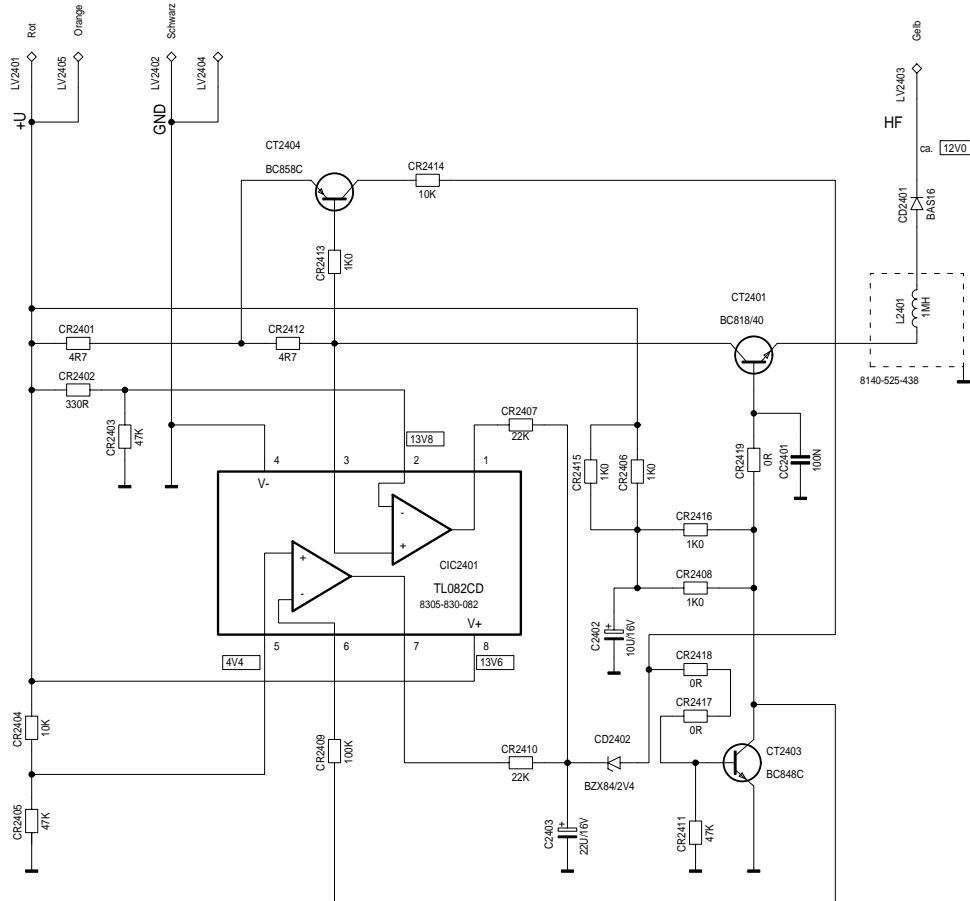 Rot
LV2401
Orange
LV2405
Schwarz
LV2402
LV2404
Gelb
LV2403
+U
GND
HF
ca. 12V0
CT2404
BC858C
CR2414
10K
CD2401
BAS16
CR2413
1K0
L2401
1MH
CT2401
BC818/40
CR2401
4R7
CR2412
4R7
8140-525-438
CR2402
330R
CR2403
47K
13V8
CR2407
22K
CR2415
1K0
CR2406
1K0
CR2419
0R
CC2401
100N
4 3 2 1
V-
-
+
CR2416
1K0
CIC2401
TL082CD
8305-830-082
+
-
V+
CR2408
1K0
C2402
+
10U/16V
5 6 7 8
4V4
13V6
CR2418
0R
CR2417
0R
CR2404
10K
CR2409
100K
CR2410
22K
CD2402
BZX84/2V4
CT2403
BC848C
CR2405
47K
C2403
+
22U/16V
CR2411
47K